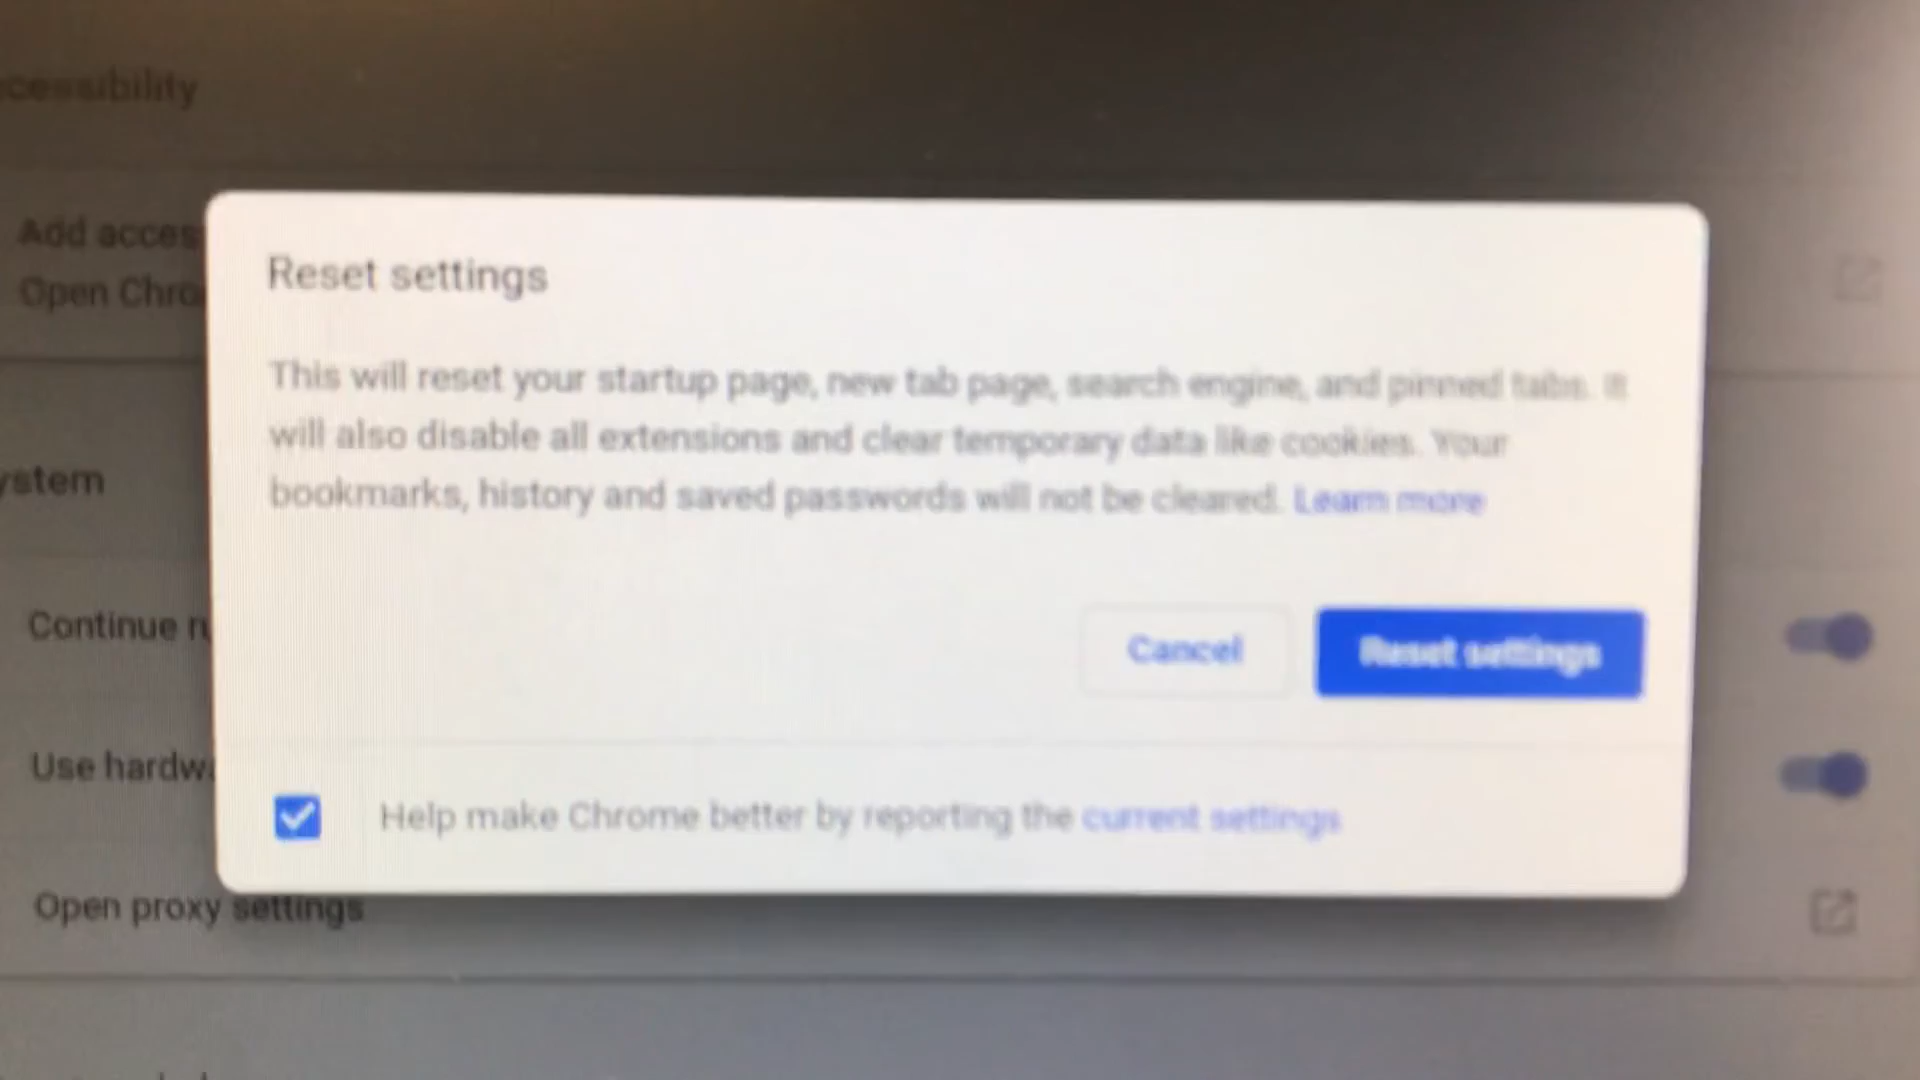 ccessibility
Add acces
Open Chro
Reset settings
This will reset your startup page, new tab page, search engine, and pinned tabs. It
will also disable all extensions and clear temporary data like cookies. Your
bookmarks, history and saved passwords will not be cleared. Learn more
ystem
Continue ru
Cancel
Reset settings
Use hardwa
Help make Chrome better by reporting the current settings
Open proxy settings